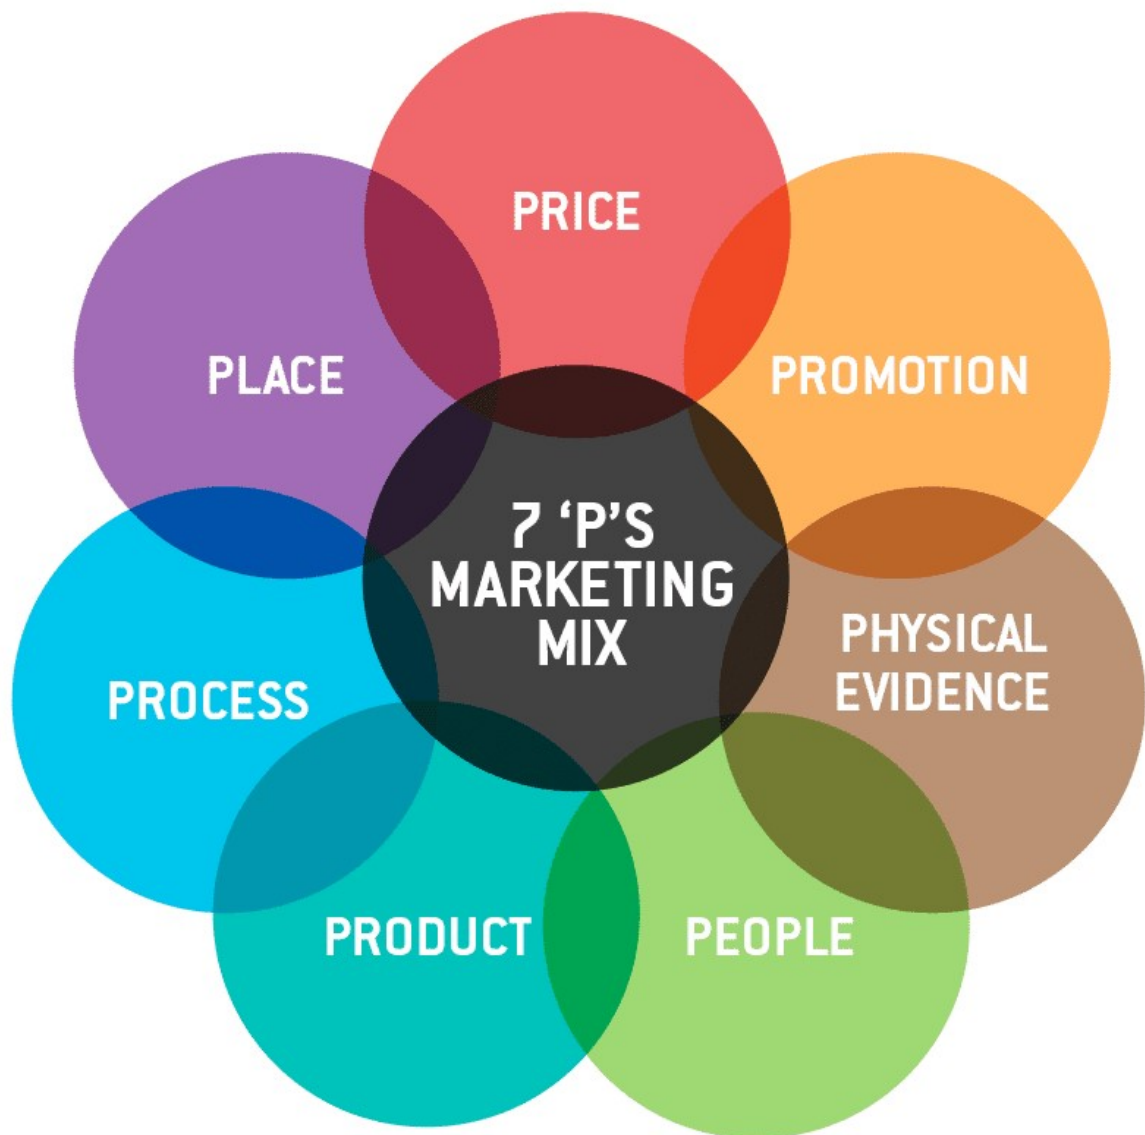 PRICE
PLACE
PROMOTION
7 ‘P’S
MARKETING
MIX
PHYSICAL
EVIDENCE
PROCESS
PRODUCT
PEOPLE